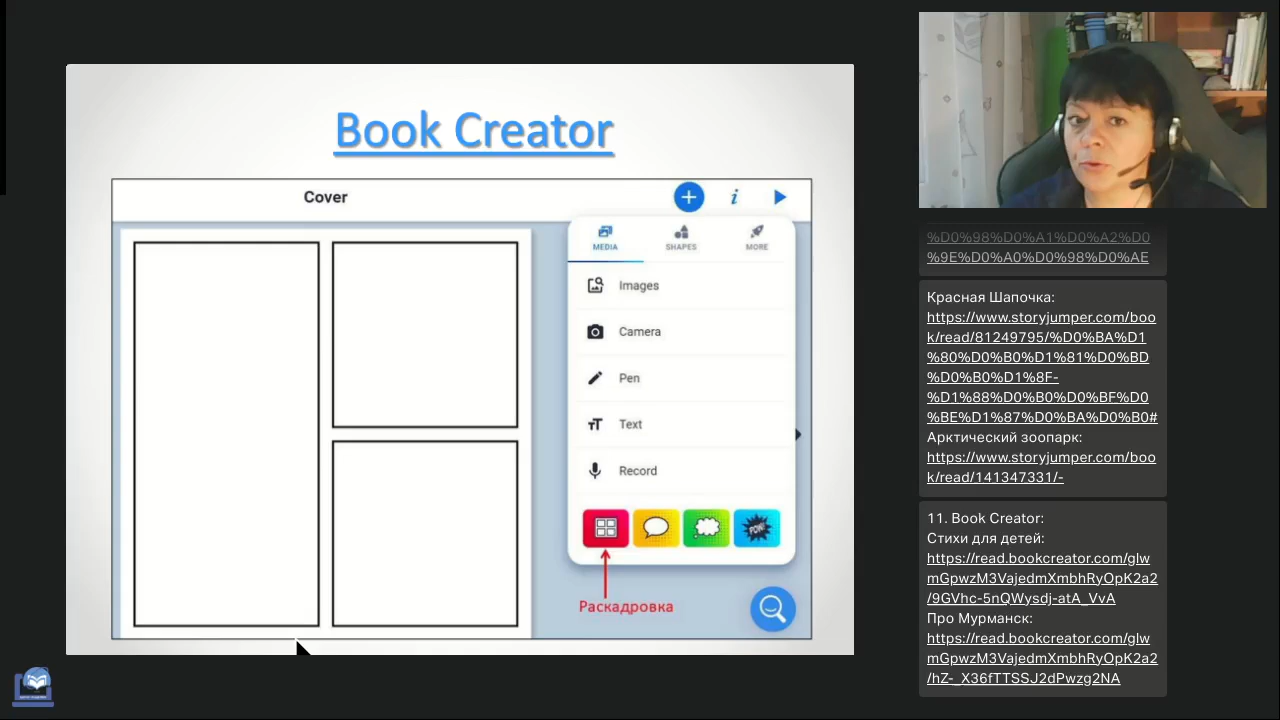 Book Creator
Cover
MEDIA
SHAPES
MORE
Images
Camera
Pen
Text
Record
POW
Раскадровка
%D0%98%D0%A1%D0%A2%D0
%9E%D0%A0%D0%98%D0%AE
Красная Шапочка:
https://www.storyjumper.com/boo
k/read/81249795/%D0%BA%D1
%80%D0%B0%D1%81%D0%BD
%D0%B0%D1%8F-
%D1%88%D0%B0%D0%BF%D0
%BE%D1%87%D0%BA%D0%B0#
Арктический зоопарк:
https://www.storyjumper.com/boo
k/read/141347331/-
11. Book Creator:
Стихи для детей:
https://read.bookcreator.com/glw
mGpwzM3VajedmXmbhRyOpK2a2
/9GVhc-5nQWysdj-atA_VvA
Про Мурманск:
https://read.bookcreator.com/glw
mGpwzM3VajedmXmbhRyOpK2a2
/hZ-_X36fTTSSJ2dPwzg2NA